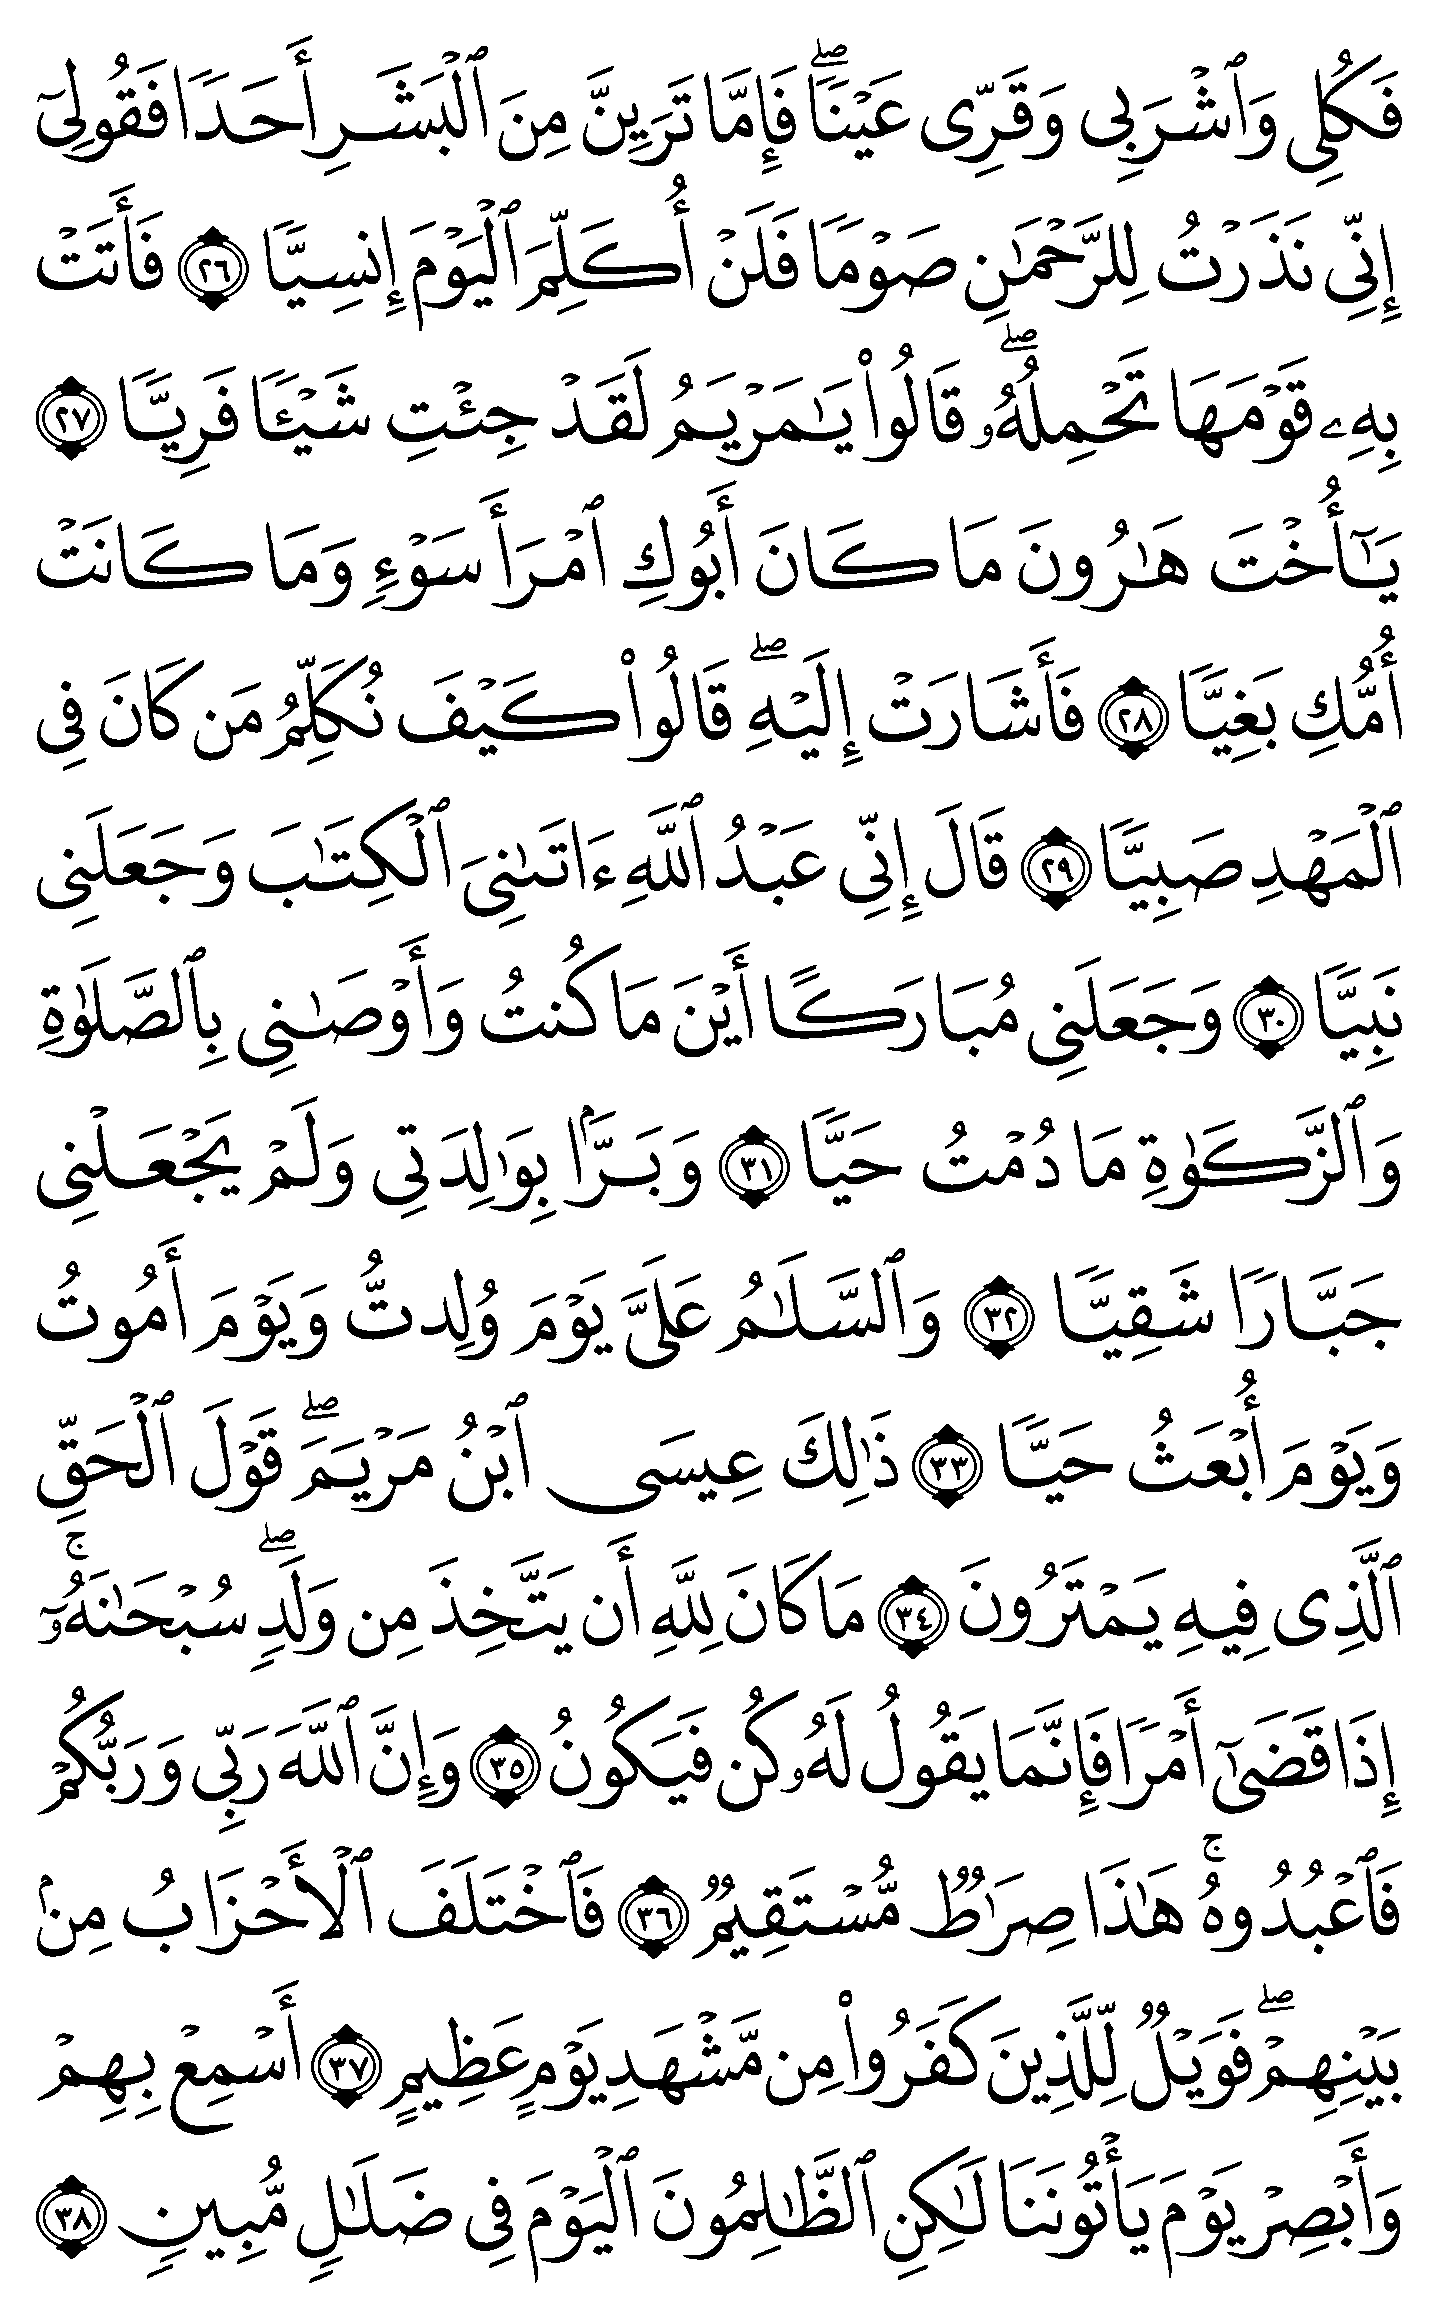 فَكُلِى وَٱشْرَبِى وَقَرِّى عَيْنًاۖ فَإِمَّا تَرَيِنَّ مِنَ ٱلْبَشَرِ أَحَدًا فَقُولِىٓ
إِنِّى نَذَرْتُ لِلرَّحْمَٰنِ صَوْمًا فَلَنْ أُكَلِّمَ ٱلْيَوْمَ إِنسِيًّا ٢٦ فَأَتَتْ
بِهِۦ قَوْمَهَا تَحْمِلُهُۥۖ قَالُوا۟ يَٰمَرْيَمُ لَقَدْ جِئْتِ شَيْـًٔا فَرِيًّا ٢٧
يَٰٓأُخْتَ هَٰرُونَ مَا كَانَ أَبُوكِ ٱمْرَأَ سَوْءٍ وَمَا كَانَتْ
أُمُّكِ بَغِيًّا ٢٨ فَأَشَارَتْ إِلَيْهِۖ قَالُوا۟ كَيْفَ نُكَلِّمُ مَن كَانَ فِى
ٱلْمَهْدِ صَبِيًّا ٢٩ قَالَ إِنِّى عَبْدُ ٱللَّهِ ءَاتَىٰنِىَ ٱلْكِتَٰبَ وَجَعَلَنِى
نَبِيًّا ٣٠ وَجَعَلَنِى مُبَارَكًا أَيْنَ مَا كُنتُ وَأَوْصَٰنِى بِٱلصَّلَوٰةِ
وَٱلزَّكَوٰةِ مَا دُمْتُ حَيًّا ٣١ وَبَرًّۢا بِوَٰلِدَتِى وَلَمْ يَجْعَلْنِى
جَبَّارًا شَقِيًّا ٣٢ وَٱلسَّلَٰمُ عَلَىَّ يَوْمَ وُلِدتُّ وَيَوْمَ أَمُوتُ
وَيَوْمَ أُبْعَثُ حَيًّا ٣٣ ذَٰلِكَ عِيسَى ٱبْنُ مَرْيَمَۖ قَوْلَ ٱلْحَقِّ
ٱلَّذِى فِيهِ يَمْتَرُونَ ٣٤ مَا كَانَ لِلَّهِ أَن يَتَّخِذَ مِن وَلَدٍۖ سُبْحَٰنَهُۥٓۚ
إِذَا قَضَىٰٓ أَمْرًا فَإِنَّمَا يَقُولُ لَهُۥ كُن فَيَكُونُ ٣٥ وَإِنَّ ٱللَّهَ رَبِّى وَرَبُّكُمْ
فَٱعْبُدُوهُۚ هَٰذَا صِرَٰطٌ مُّسْتَقِيمٌ ٣٦ فَٱخْتَلَفَ ٱلْأَحْزَابُ مِنۢ
بَيْنِهِمْۖ فَوَيْلٌ لِّلَّذِينَ كَفَرُوا۟ مِن مَّشْهَدِ يَوْمٍ عَظِيمٍ ٣٧ أَسْمِعْ بِهِمْ
وَأَبْصِرْ يَوْمَ يَأْتُونَنَا لَٰكِنِ ٱلظَّٰلِمُونَ ٱلْيَوْمَ فِى ضَلَٰلٍ مُّبِينٍ ٣٨